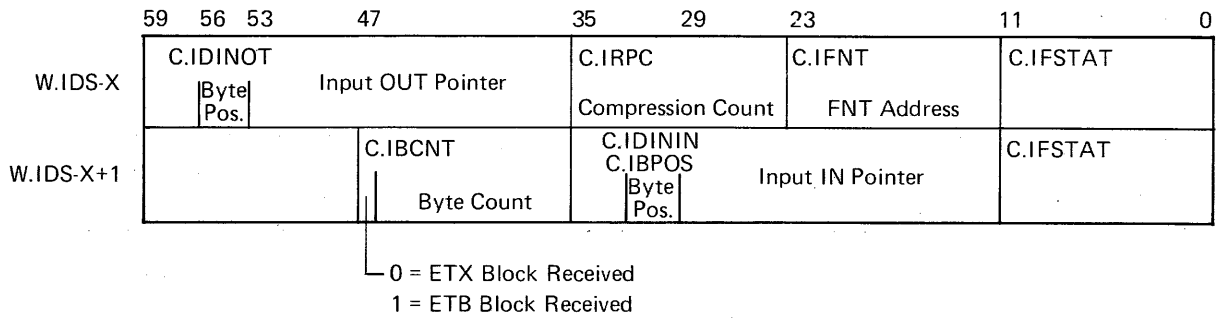 59 56 53 47 35 29 23 11 0
W.IDS-X
C.IDINOT
Byte
Pos.
Input OUT Pointer
C.IRPC
Compression Count
C.IFNT
FNT Address
C.IFSTAT
W.IDS-X+1
C.IBCNT
Byte Count
C.IDININ
C.IBPOS
Byte
Pos.
Input IN Pointer
C.IFSTAT
0 = ETX Block Received
1 = ETB Block Received